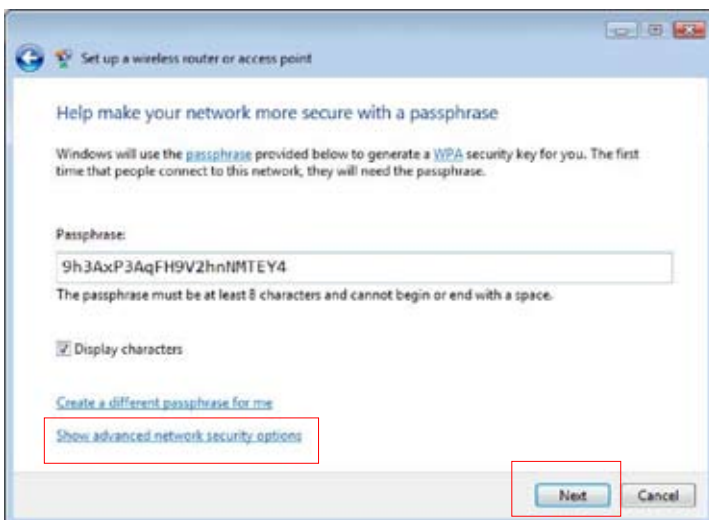 Set up a wireless router or access point
Help make your network more secure with a passphrase
Windows will use the passphrase provided below to generate a WPA security key for you. The first
time that people connect to this network, they will need the passphrase.
Passphrase:
9h3AxP3AqFH9V2hnNMTEY4
The passphrase must be at least 8 characters and cannot begin or end with a space.
Display characters
Create a different passphrase for me
Show advanced network security options
Next Cancel